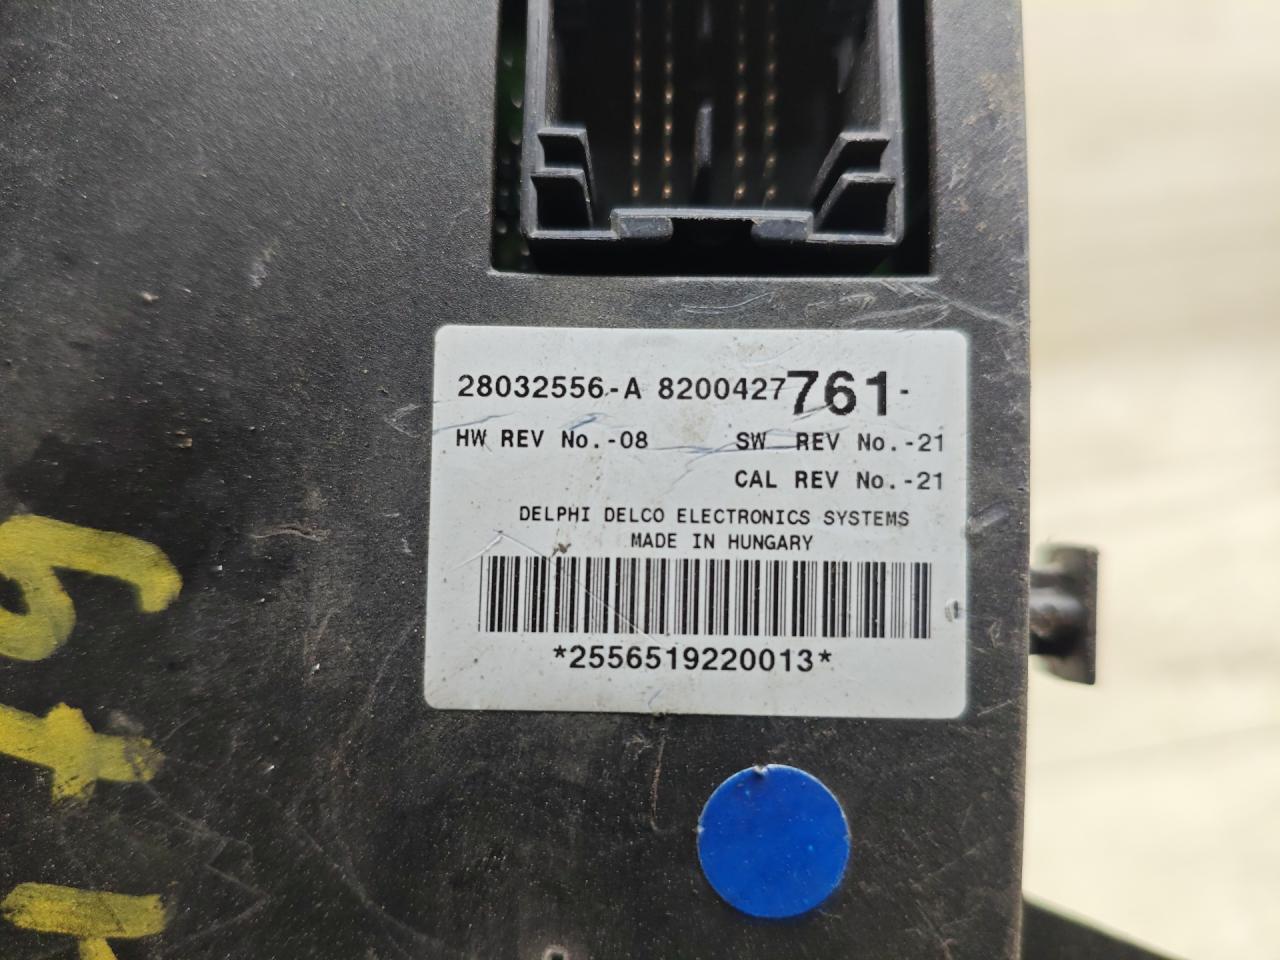 28032556-A 8200427761-
HW REV No.-08 SW REV No.-21
CAL REV No.-21
DELPHI DELCO ELECTRONICS SYSTEMS
MADE IN HUNGARY
*2556519220013*